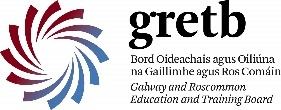 gretb
Bord Oideachais agus Oiliúna
na Gaillimhe agus Ros Comáin
Galway and Roscommon
Education and Training Board